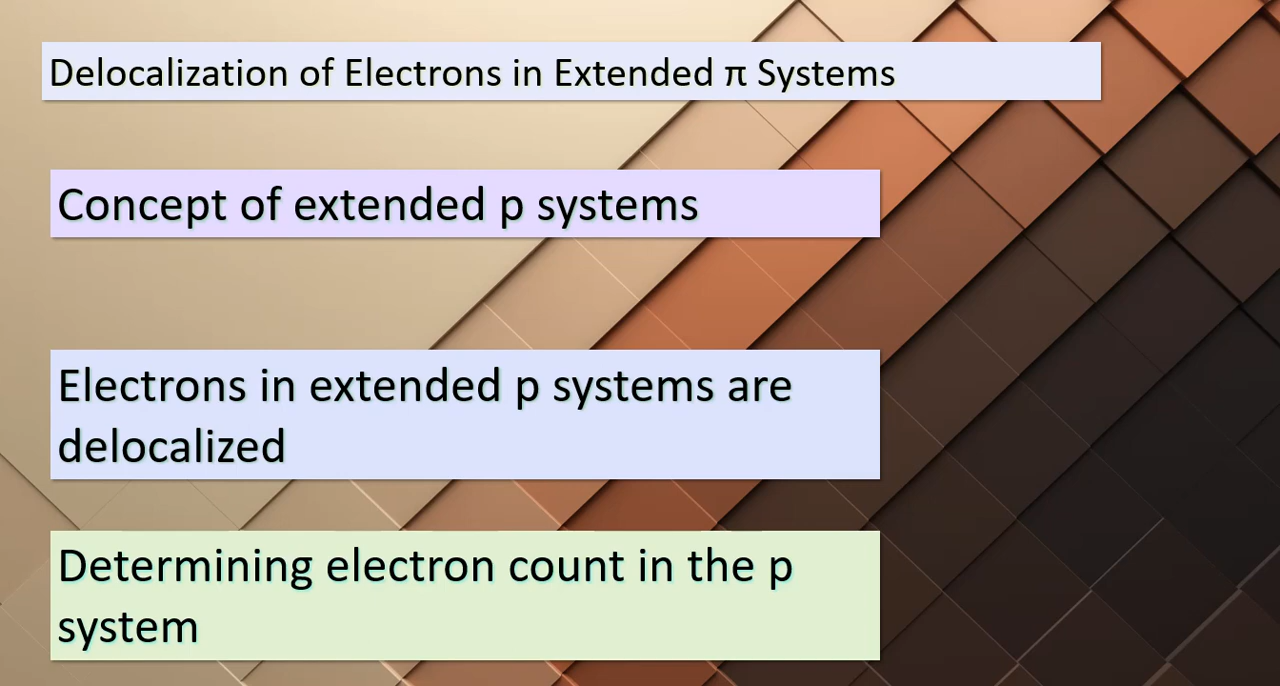 Delocalization of Electrons in Extended π Systems
Concept of extended p systems
Electrons in extended p systems are
delocalized
Determining electron count in the p
system